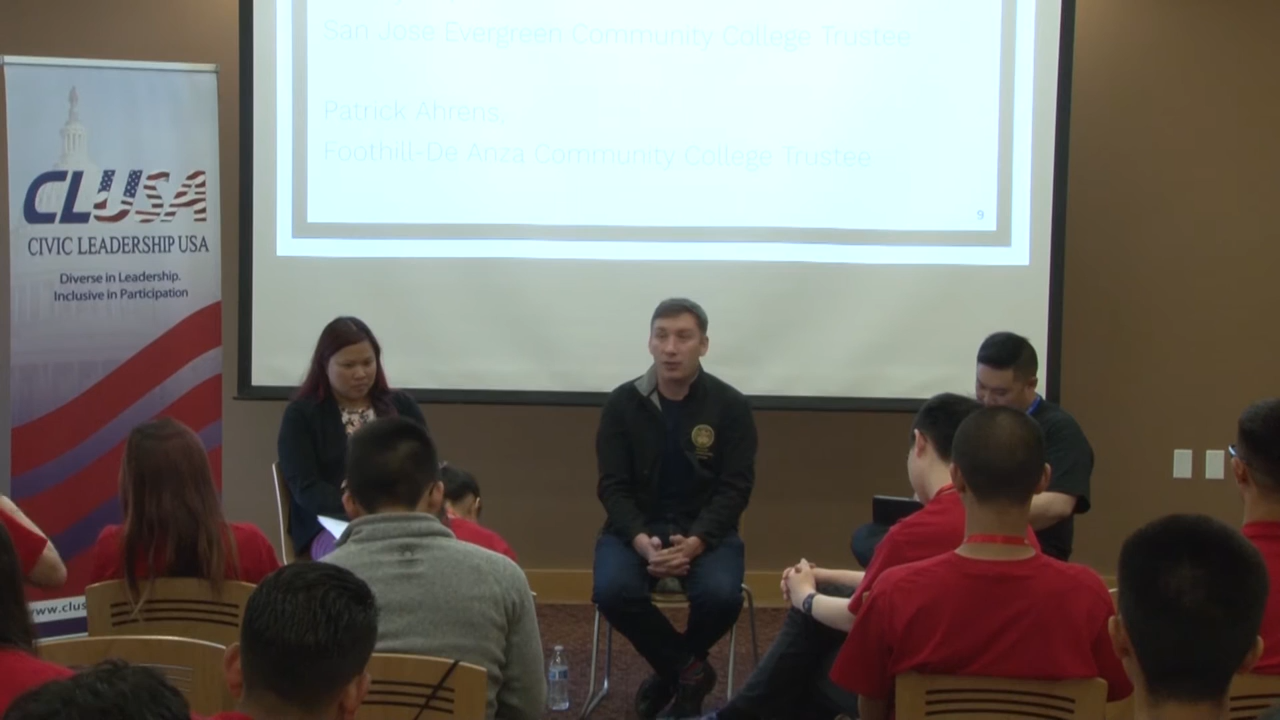 San Jose Evergreen Community College Trustee
Patrick Ahrens,
Foothill-De Anza Community College Trustee
9
CLUSA
CIVIC LEADERSHIP USA
Diverse in Leadership.
Inclusive in Participation
www.clus